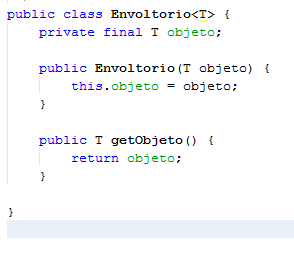 public class Envoltorio<T> {
    private final T objeto;
    public Envoltorio(T objeto) {
        this.objeto = objeto;
    }
    public T getObjeto() {
        return objeto;
    }
}